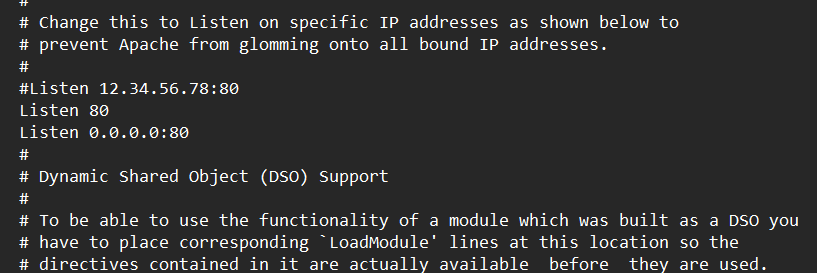 #
# Change this to Listen on specific IP addresses as shown below to
# prevent Apache from glomming onto all bound IP addresses.
#
#Listen 12.34.56.78:80
Listen 80
Listen 0.0.0.0:80
#
# Dynamic Shared Object (DSO) Support
#
# To be able to use the functionality of a module which was built as a DSO you
# have to place corresponding `LoadModule' lines at this location so the
# directives contained in it are actually available  before  they are used.